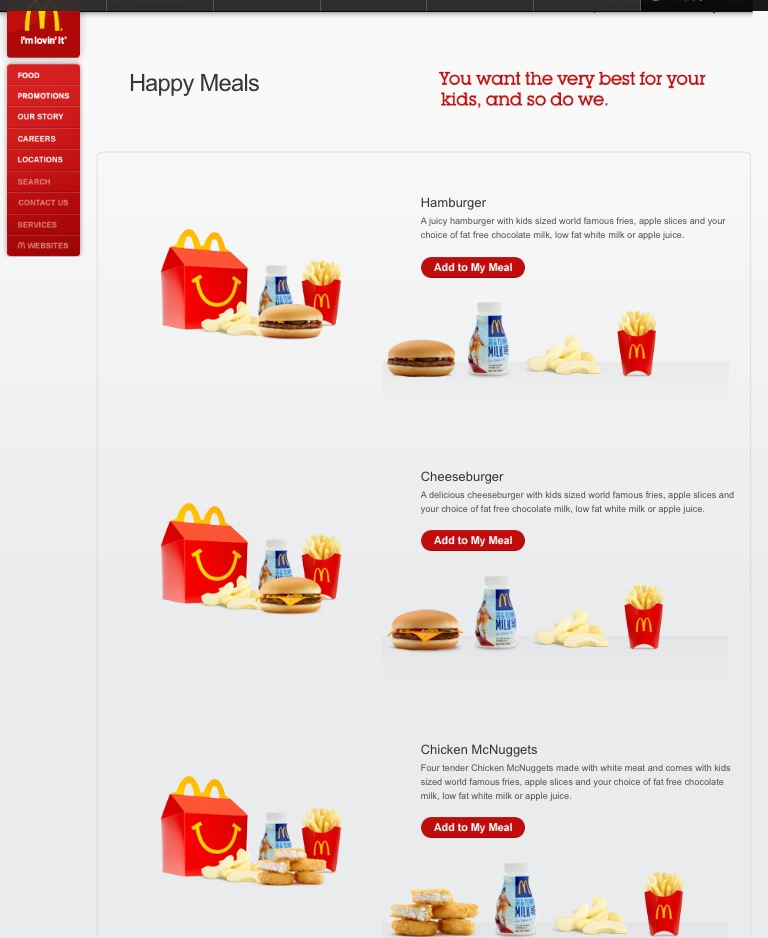 i'm lovin' it
FOOD
PROMOTIONS
OUR STORY
CAREERS
LOCATIONS
SEARCH
CONTACT US
SERVICES
WEBSITES
Happy Meals
You want the very best for your
kids, and so do we.
Hamburger
A juicy hamburger with kids sized world famous fries, apple slices and your
choice of fat free chocolate milk, low fat white milk or apple juice.
Add to My Meal
MILK
Cheeseburger
A delicious cheeseburger with kids sized world famous fries, apple slices and
your choice of fat free chocolate milk, low fat white milk or apple juice.
Add to My Meal
MILK
Chicken McNuggets
Four tender Chicken McNuggets made with white meat and comes with kids
sized world famous fries, apple slices and your choice of fat free chocolate
milk, low fat white milk or apple juice.
Add to My Meal
MILK